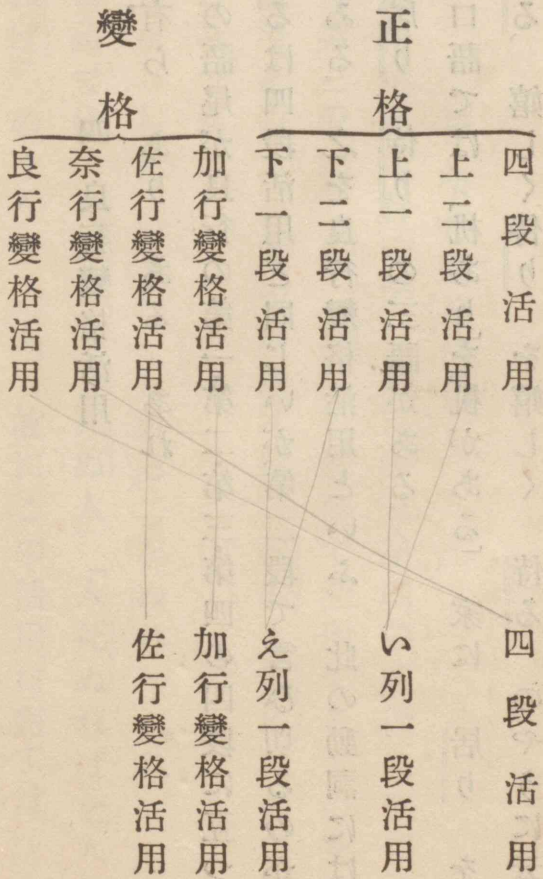 正格
四段活用
上二段活用
上一段活用
下二段活用
下一段活用
變格
加行變格活用
佐行變格活用
奈行變格活用
良行變格活用
四段活用
い列一段活用
え列一段活用
加行變格活用
佐行變格活用